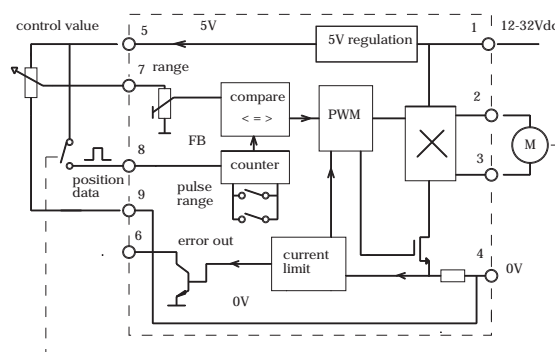 control value
5
5V
5V regulation
1
12-32Vdc
7
range
compare
< = >
PWM
2
FB
M
8
counter
3
position
data
pulse
range
9
6
error out
current
limit
4
0V
0V